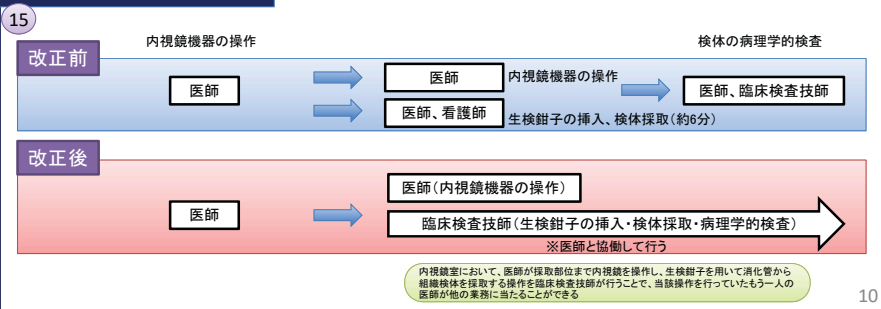 15
内視鏡機器の操作
検体の病理学的検査
改正前
医師
医師
内視鏡機器の操作
医師、看護師
生検鉗子の挿入、検体採取(約6分)
医師、臨床検査技師
改正後
医師
医師(内視鏡機器の操作)
臨床検査技師(生検鉗子の挿入・検体採取・病理学的検査)
※医師と協働して行う
内視鏡室において、医師が採取部位まで内視鏡を操作し、生検鉗子を用いて消化管から
組織検体を採取する操作を臨床検査技師が行うことで、当該操作を行っていたもう一人の
医師が他の業務に当たることができる
10